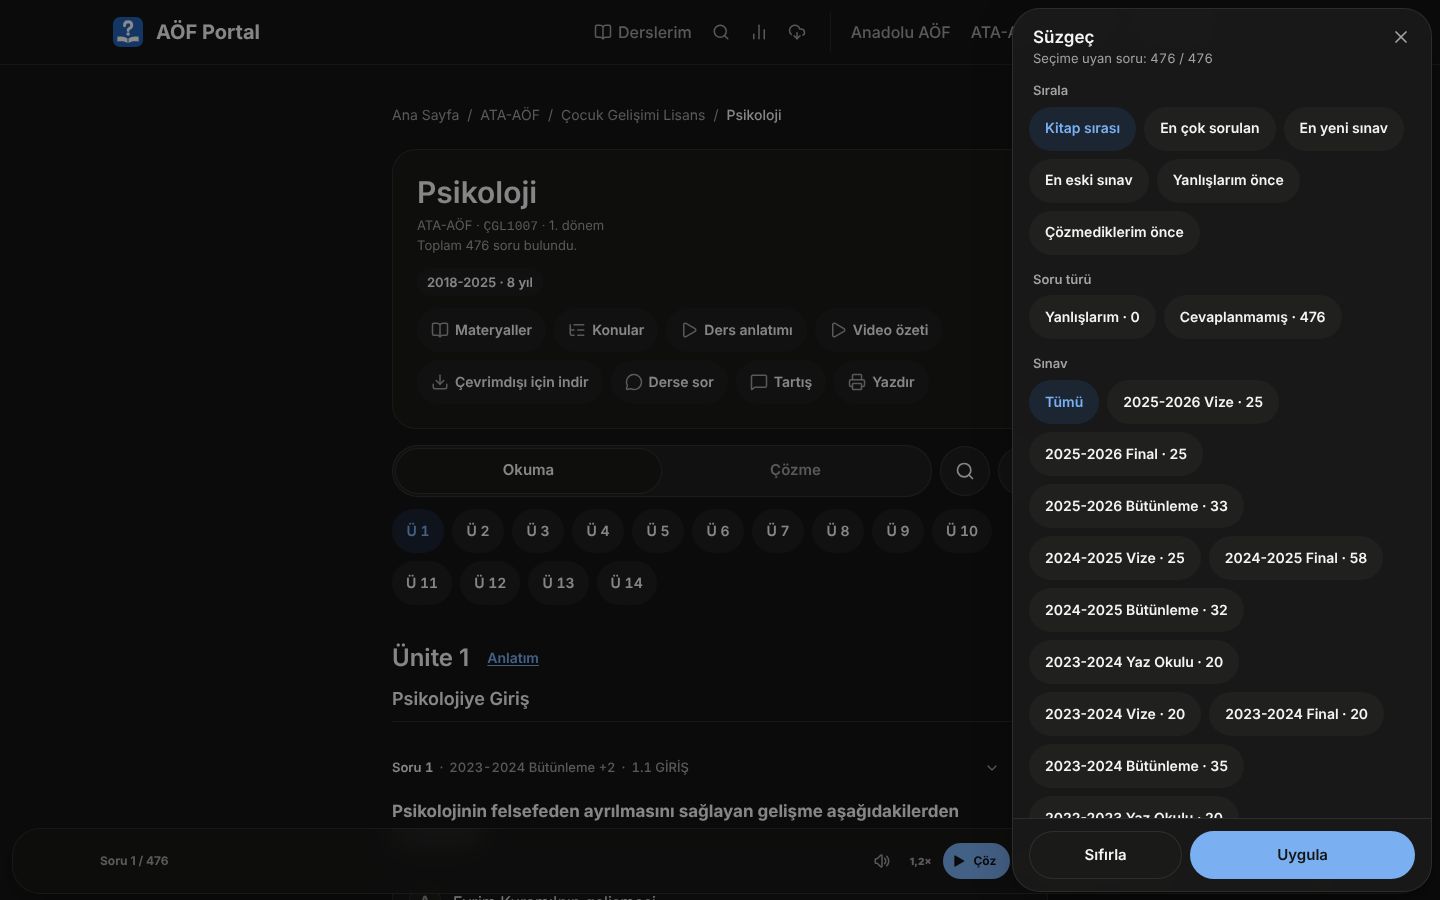 AÖF Portal
Derslerim
Anadolu AÖF
Ana Sayfa / ATA-AÖF / Çocuk Gelişimi Lisans / Psikoloji
Psikoloji
ATA-AÖF · ÇGL1007 · 1. dönem
Toplam 476 soru bulundu.
2018-2025 · 8 yıl
Materyaller
Konular
Ders anlatımı
Video özeti
Çevrimdışı için indir
Derse sor
Tartış
Yazdır
Okuma
Çözme
Ü 1 Ü 2 Ü 3 Ü 4 Ü 5 Ü 6 Ü 7 Ü 8 Ü 9 Ü 10
Ü 11 Ü 12 Ü 13 Ü 14
Ünite 1 Anlatım
Psikolojiye Giriş
Soru 1 · 2023-2024 Bütünleme +2 · 1.1 GİRİŞ
Psikolojinin felsefeden ayrılmasını sağlayan gelişme aşağıdakilerden
Soru 1 / 476
1,2×
Çöz
Süzgeç
Seçime uyan soru: 476 / 476
Sırala
Kitap sırası
En çok sorulan
En yeni sınav
En eski sınav
Yanlışlarım önce
Çözmediklerim önce
Soru türü
Yanlışlarım · 0
Cevaplanmamış · 476
Sınav
Tümü
2025-2026 Vize · 25
2025-2026 Final · 25
2025-2026 Bütünleme · 33
2024-2025 Vize · 25
2024-2025 Final · 58
2024-2025 Bütünleme · 32
2023-2024 Yaz Okulu · 20
2023-2024 Vize · 20
2023-2024 Final · 20
2023-2024 Bütünleme · 35
2022-2023 Yaz Okulu · 20
Sıfırla
Uygula